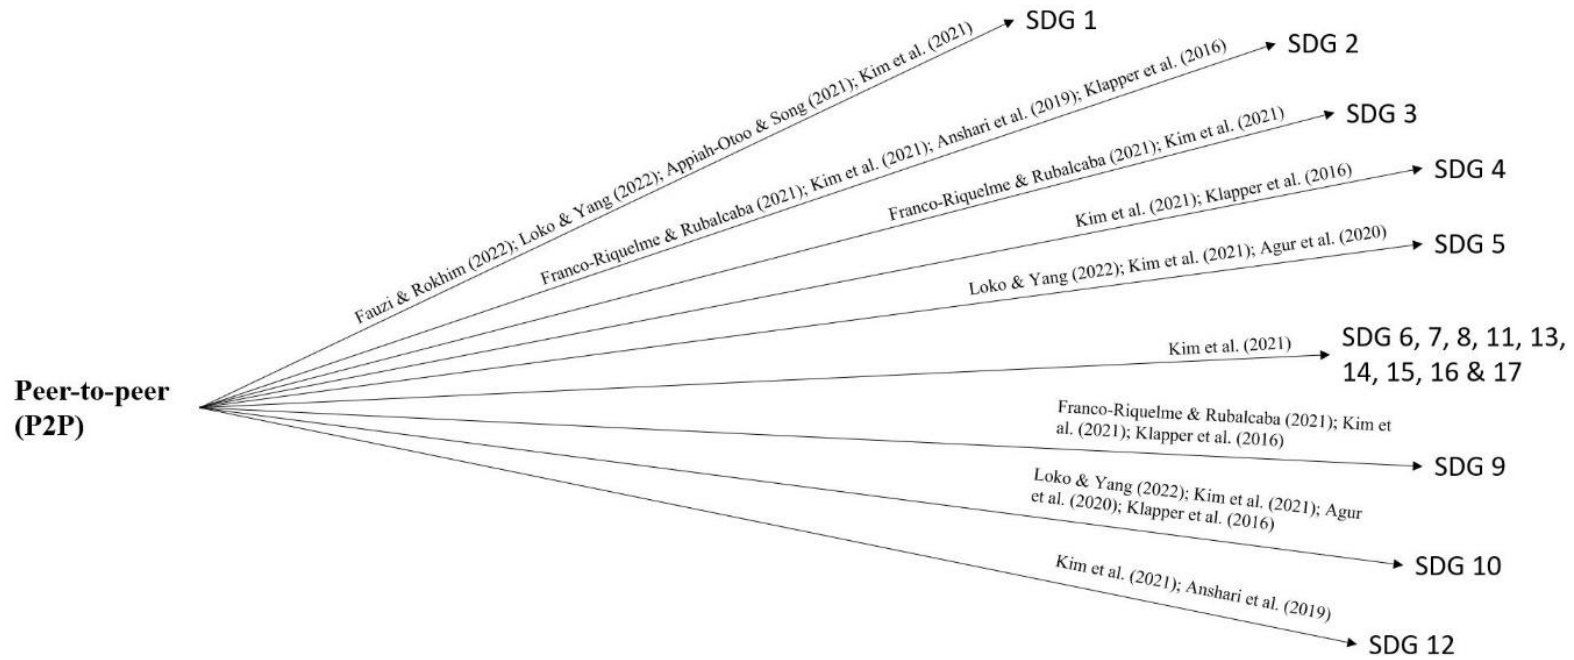 Fauzi & Rokhim (2022); Loko & Yang (2022); Appiah-Otoo & Song (2021); Kim et al. (2021)
SDG 1
Franco-Riquelme & Rubalcaba (2021); Kim et al. (2021); Anshari et al. (2019); Klapper et al. (2016)
SDG 2
Franco-Riquelme & Rubalcaba (2021); Kim et al. (2021)
SDG 3
Kim et al. (2021); Klapper et al. (2016)
SDG 4
Loko & Yang (2022); Kim et al. (2021); Agur et al. (2020)
SDG 5
Kim et al. (2021)
SDG 6, 7, 8, 11, 13,
14, 15, 16 & 17
Peer-to-peer
(P2P)
Franco-Riquelme & Rubalcaba (2021); Kim et
al. (2021); Klapper et al. (2016)
SDG 9
Loko & Yang (2022); Kim et al. (2021); Agur
et al. (2020); Klapper et al. (2016)
SDG 10
Kim et al. (2021); Anshari et al. (2019)
SDG 12